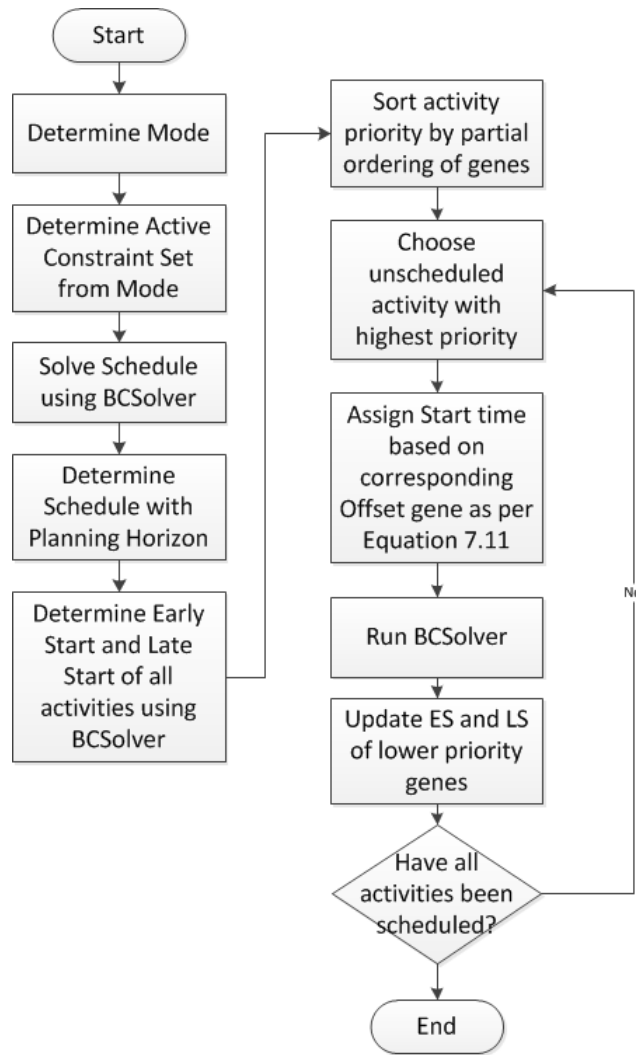 Start
Determine Mode
Determine Active
Constraint Set
from Mode
Solve Schedule
using BCSolver
Determine
Schedule with
Planning Horizon
Determine Early
Start and Late
Start of all
activities using
BCSolver
Sort activity
priority by partial
ordering of genes
Choose
unscheduled
activity with
highest priority
Assign Start time
based on
corresponding
Offset gene as per
Equation 7.11
Run BCSolver
Update ES and LS
of lower priority
genes
Have all
activities been
scheduled?
End